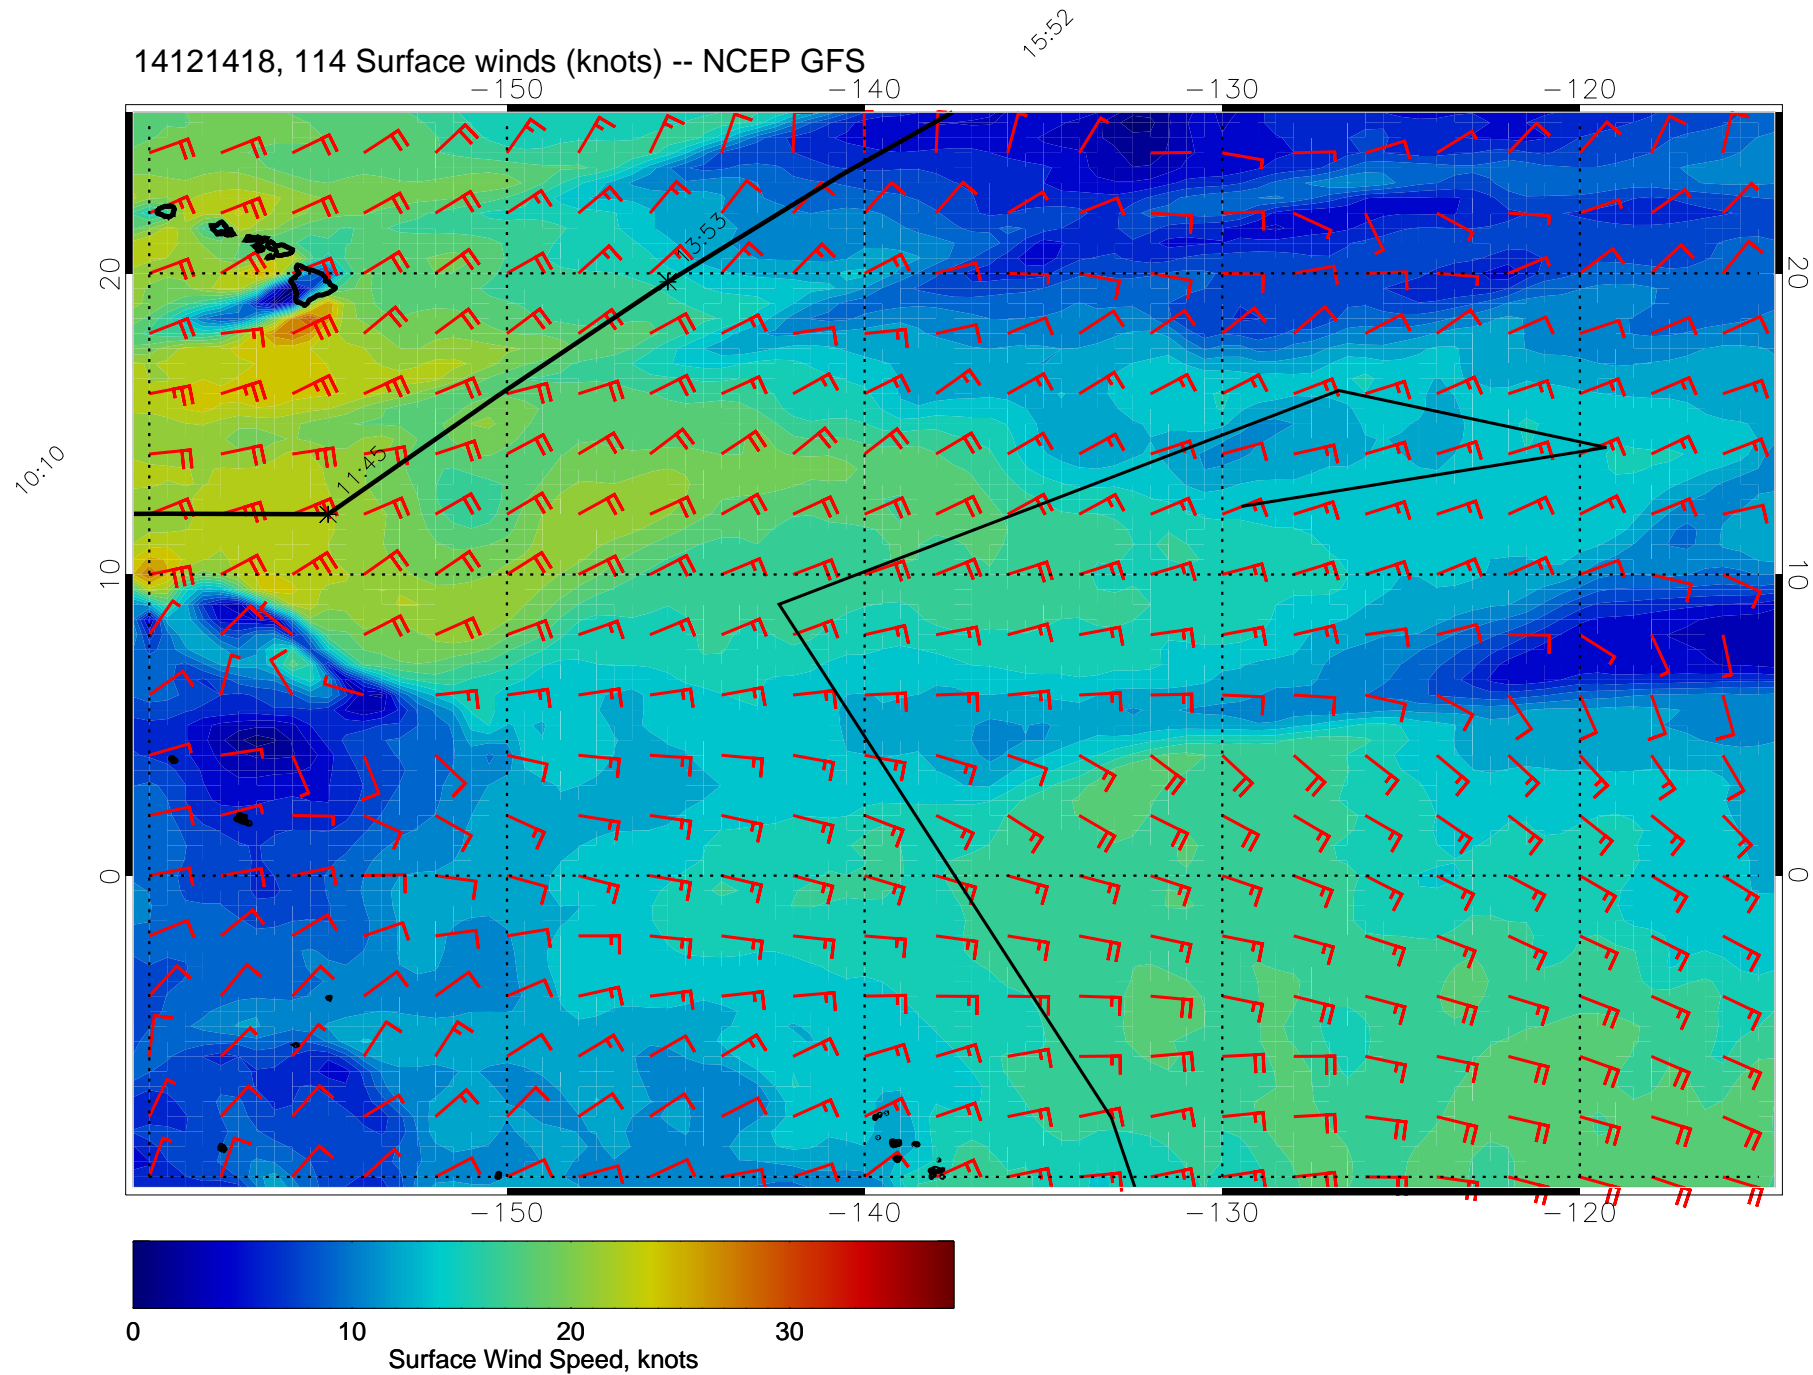 15:52
14121418, 114 Surface winds (knots) -- NCEP GFS
-150 -140 -130 -120
13:53
20 20
11:45
10:10
10 10
0 0
-150 -140 -130 -120
0 10 20 30
Surface Wind Speed, knots